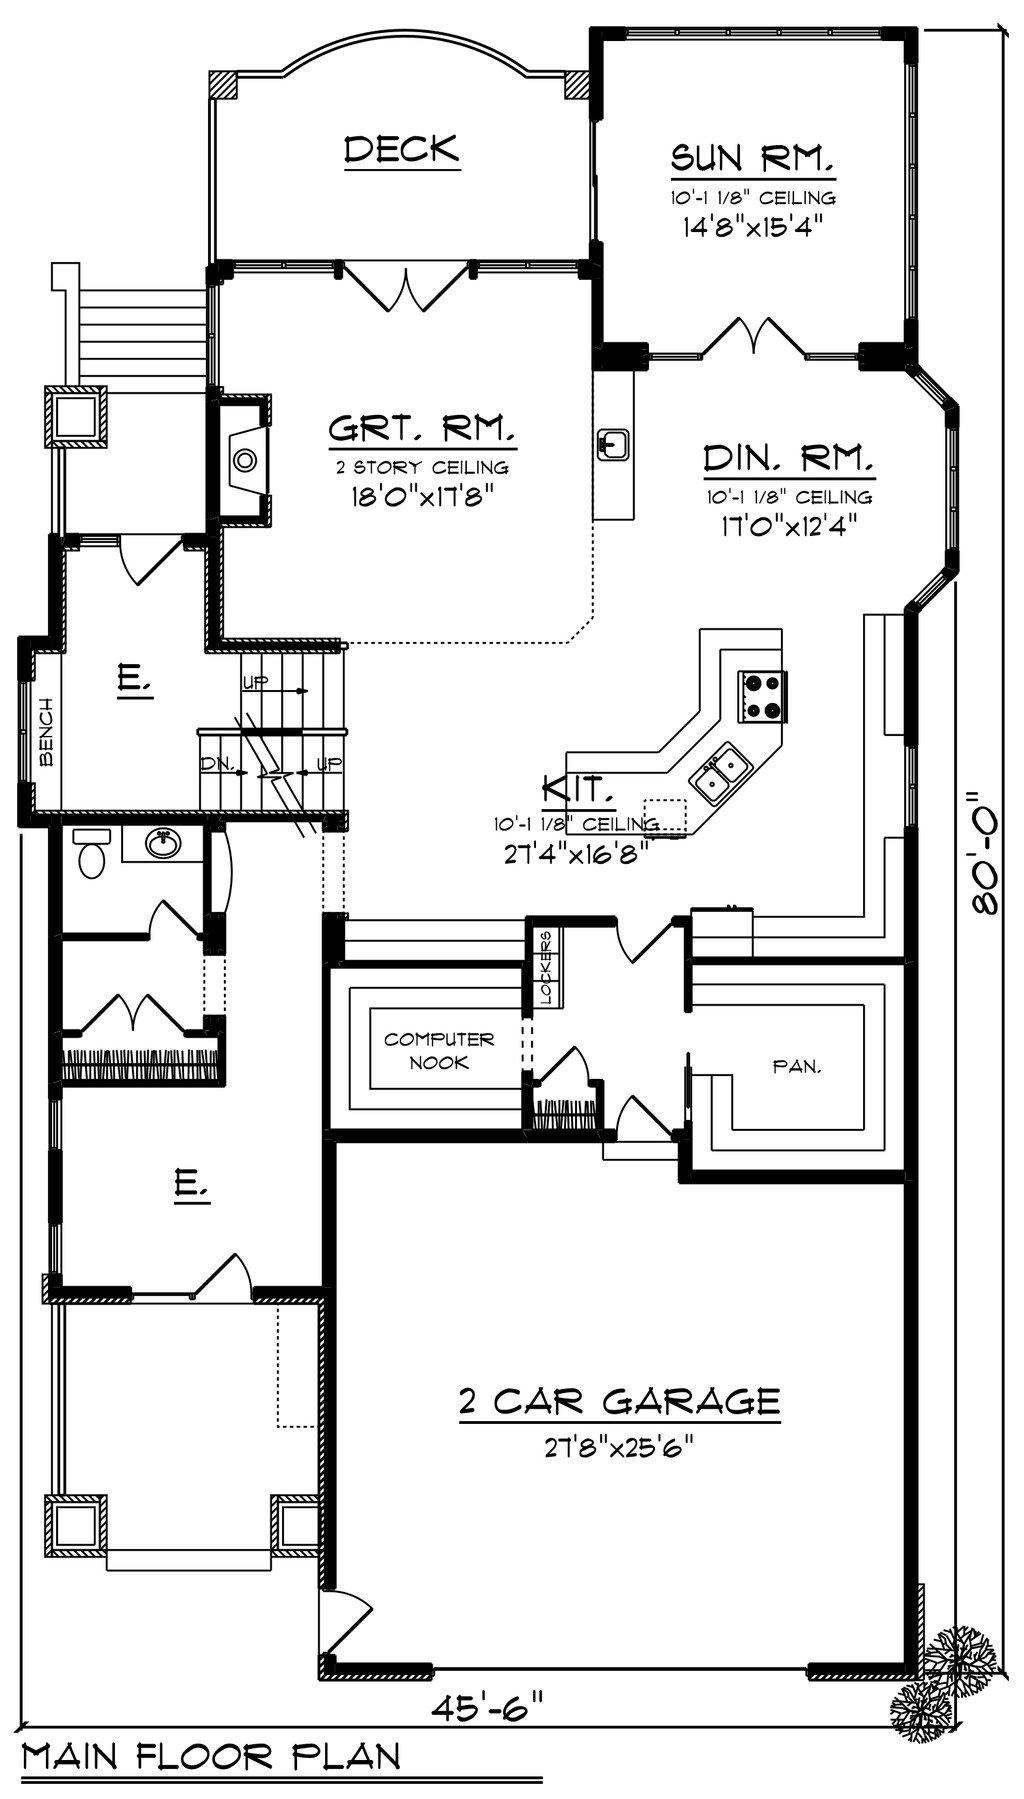 DECK
SUN RM.
10'-1 1/8" CEILING
14'8"x15'4"
GRT. RM.
2 STORY CEILING
18'0"x17'8"
DIN. RM.
10'-1 1/8" CEILING
17'0"x12'4"
E.
BENCH
UP
DN.
UP
KIT.
10'-1 1/8" CEILING
27'4"x16'8"
80'-0"
LOCKERS
COMPUTER
NOOK
PAN.
E.
2 CAR GARAGE
27'8"x25'6"
45'-6"
MAIN FLOOR PLAN